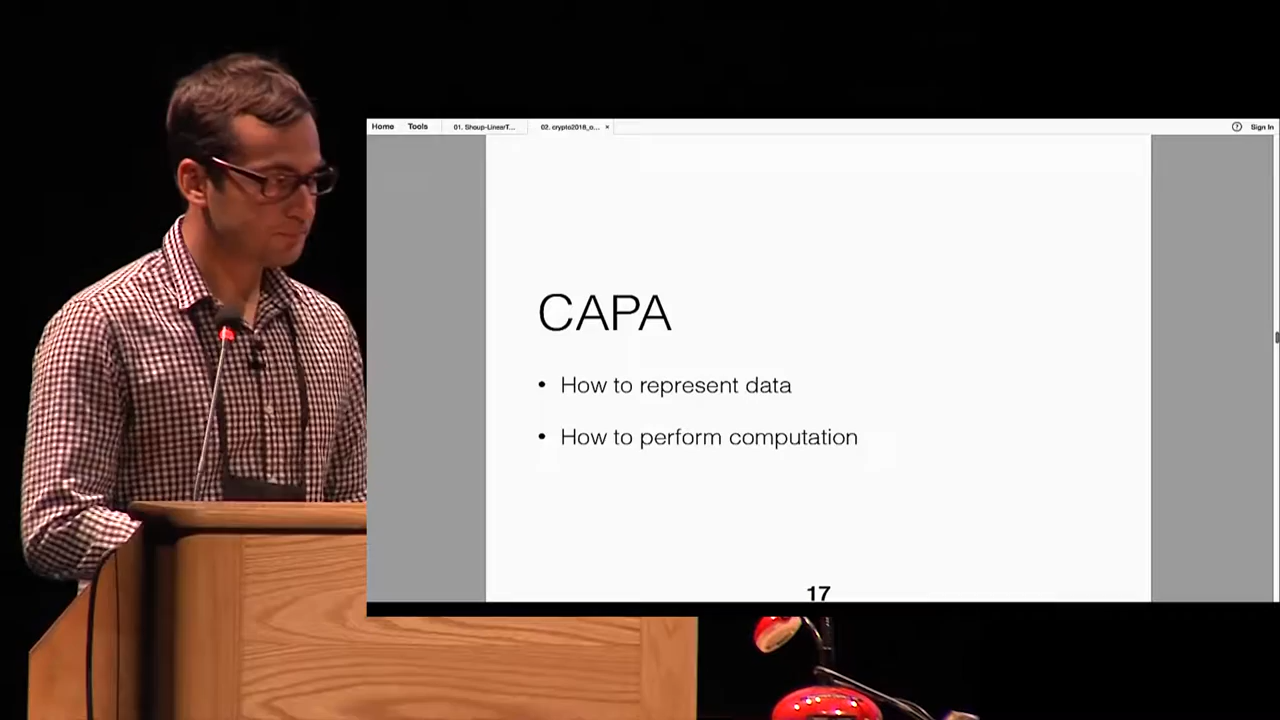 Home Tools 01. Shoup-LinearT... 02. crypto2018_o... × ? Sign In
CAPA
• How to represent data
• How to perform computation
17